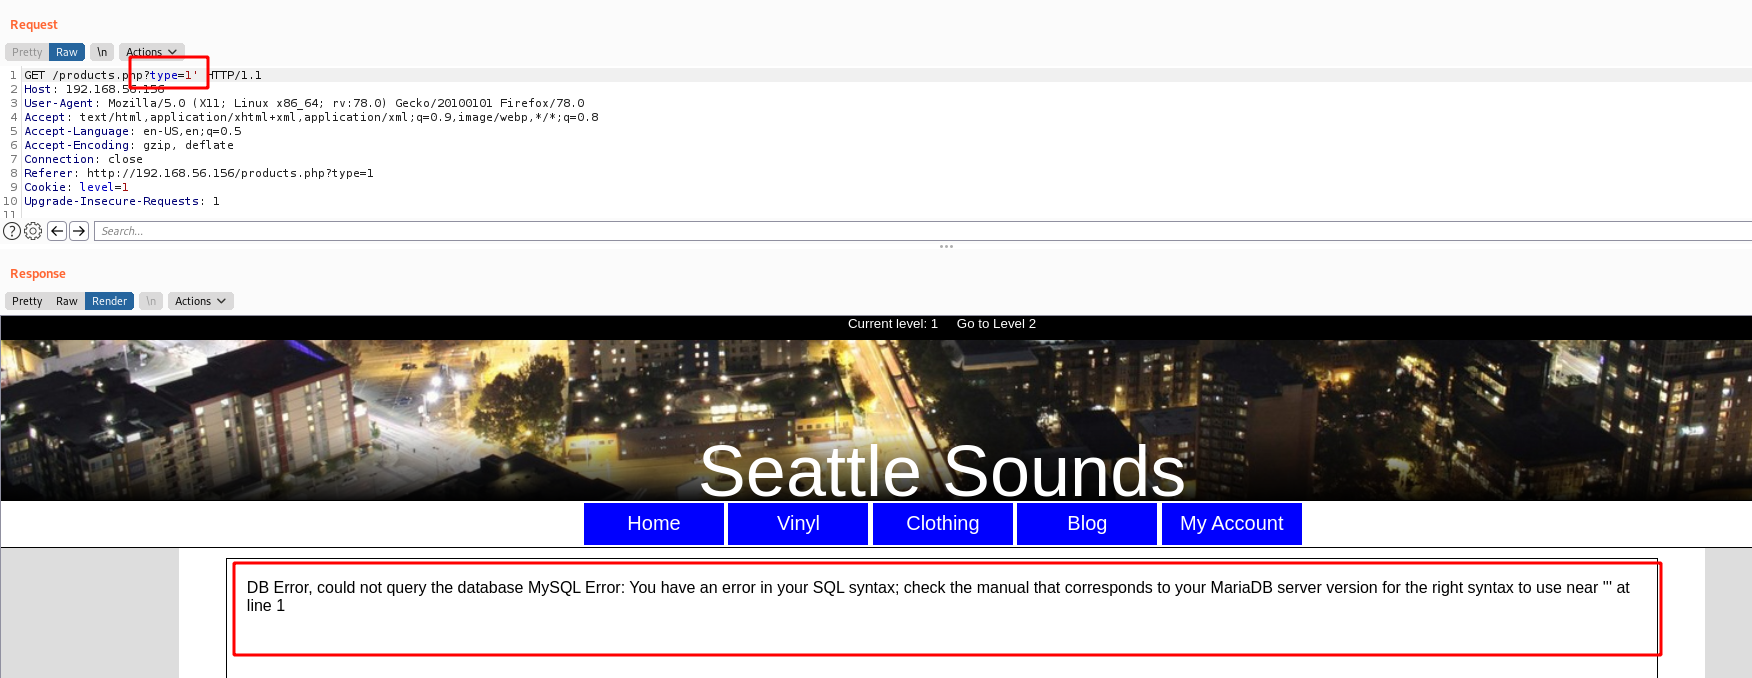 Request
Pretty Raw \n Actions
1 GET /products.php?type=1' HTTP/1.1
2 Host: 192.168.56.156
3 User-Agent: Mozilla/5.0 (X11; Linux x86_64; rv:78.0) Gecko/20100101 Firefox/78.0
4 Accept: text/html,application/xhtml+xml,application/xml;q=0.9,image/webp,*/*;q=0.8
5 Accept-Language: en-US,en;q=0.5
6 Accept-Encoding: gzip, deflate
7 Connection: close
8 Referer: http://192.168.56.156/products.php?type=1
9 Cookie: level=1
10 Upgrade-Insecure-Requests: 1
11
? Search...
Response
Pretty Raw Render \n Actions
Current level: 1 Go to Level 2
Seattle Sounds
Home Vinyl Clothing Blog My Account
DB Error, could not query the database MySQL Error: You have an error in your SQL syntax; check the manual that corresponds to your MariaDB server version for the right syntax to use near ''' at
line 1